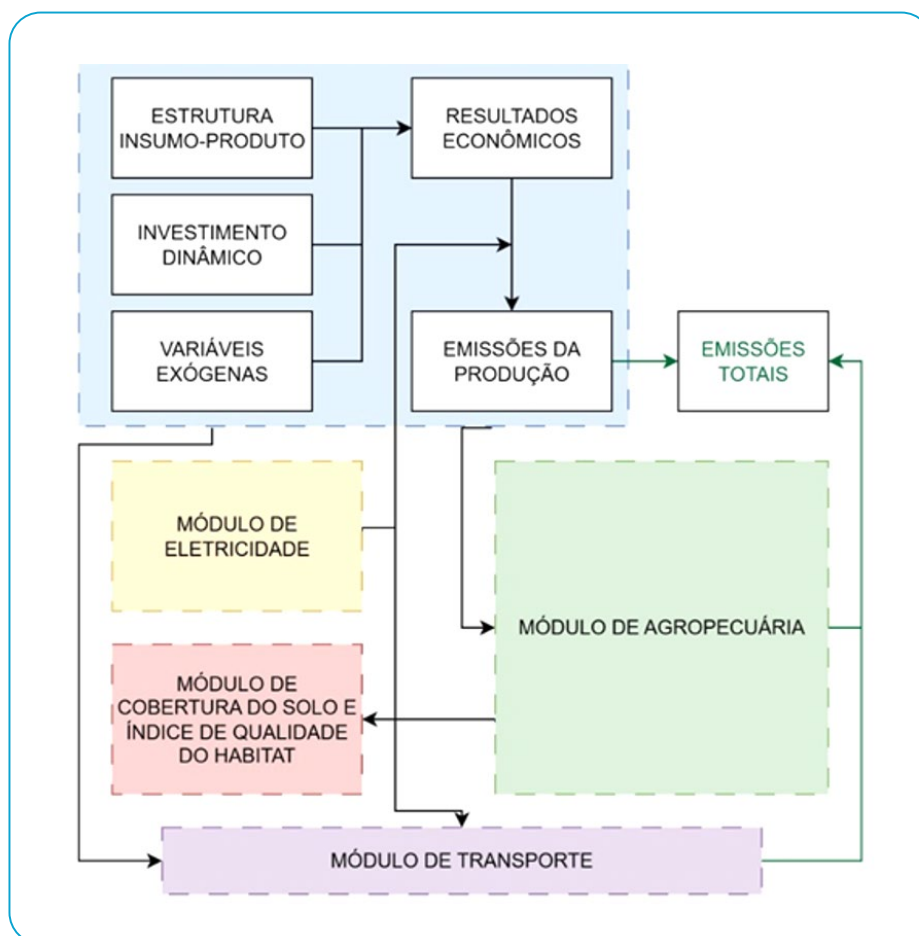 ESTRUTURA
INSUMO-PRODUTO
RESULTADOS
ECONÔMICOS
INVESTIMENTO
DINÂMICO
VARIÁVEIS
EXÓGENAS
EMISSÕES DA
PRODUÇÃO
EMISSÕES
TOTAIS
MÓDULO DE
ELETRICIDADE
MÓDULO DE AGROPECUÁRIA
MÓDULO DE
COBERTURA DO SOLO E
ÍNDICE DE QUALIDADE
DO HABITAT
MÓDULO DE TRANSPORTE